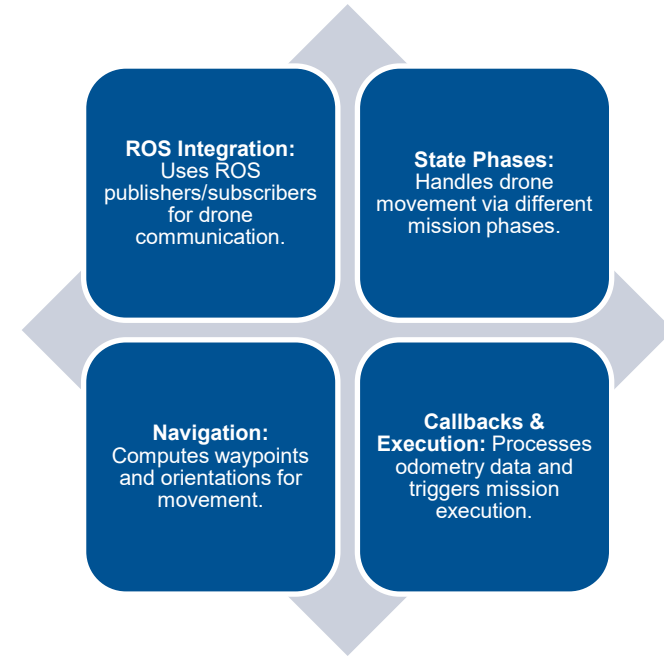 ROS Integration:
Uses ROS
publishers/subscribers
for drone
communication.
State Phases:
Handles drone
movement via different
mission phases.
Navigation:
Computes waypoints
and orientations for
movement.
Callbacks &
Execution: Processes
odometry data and
triggers mission
execution.